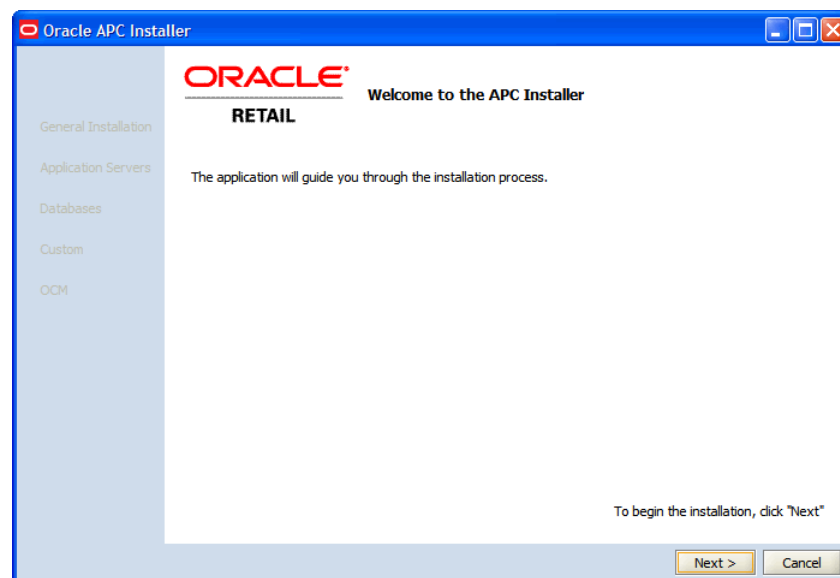 Oracle APC Installer
ORACLE
RETAIL
Welcome to the APC Installer
General Installation
Application Servers
Databases
Custom
OCM
The application will guide you through the installation process.
To begin the installation, click "Next"
Next >
Cancel